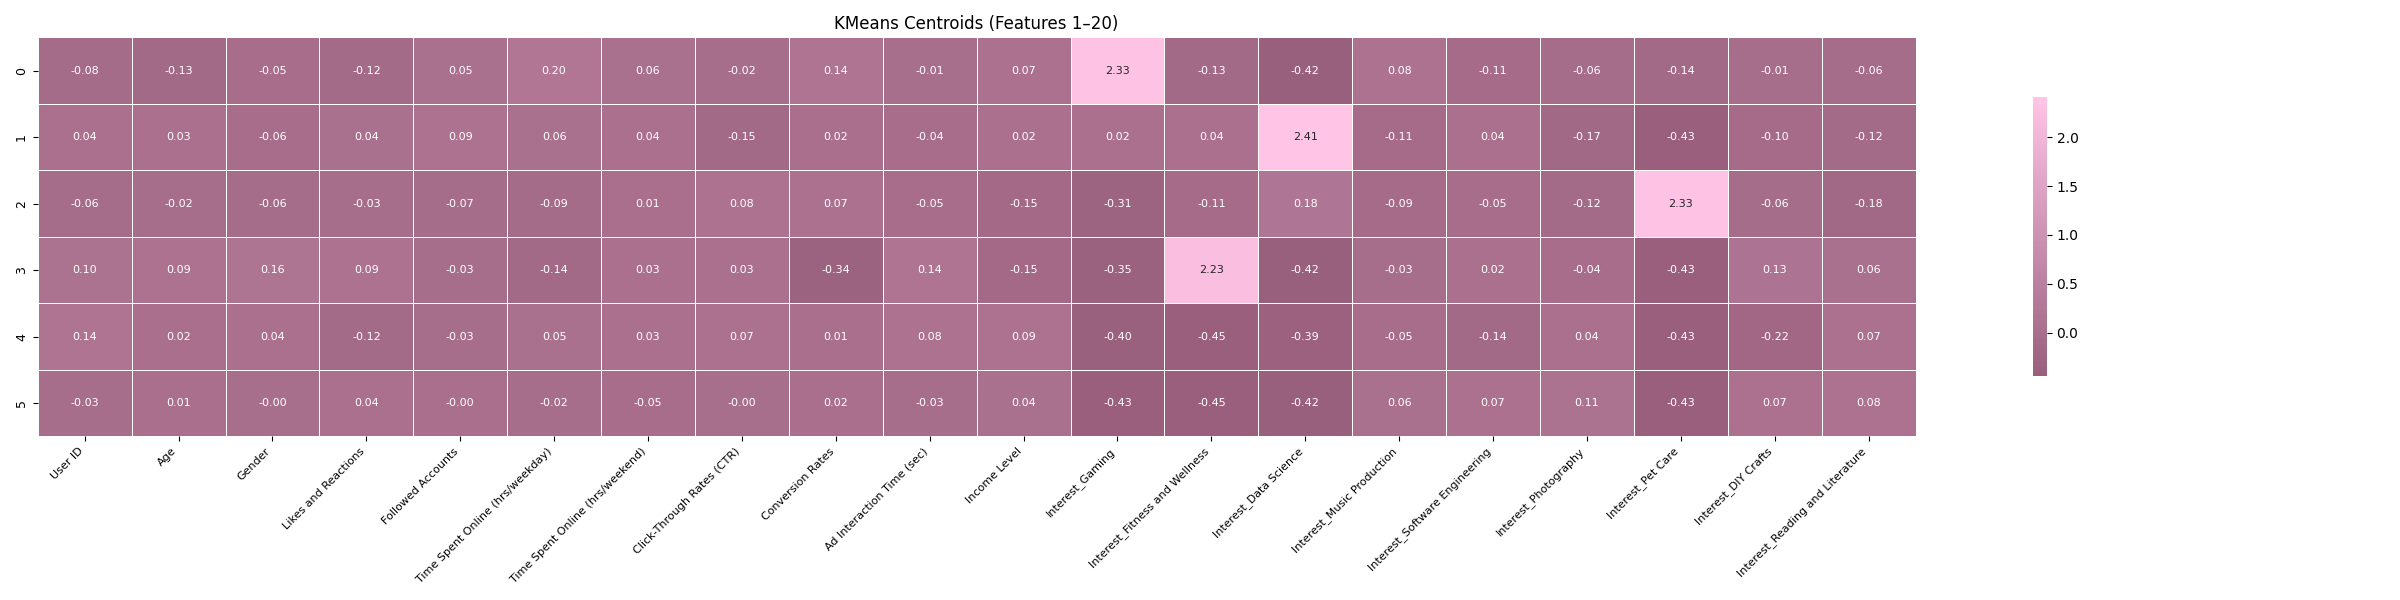 KMeans Centroids (Features 1–20)
0 -0.08 -0.13 -0.05 -0.12 0.05 0.20 0.06 -0.02 0.14 -0.01 0.07 2.33 -0.13 -0.42 0.08 -0.11 -0.06 -0.14 -0.01 -0.06
1 0.04 0.03 -0.06 0.04 0.09 0.06 0.04 -0.15 0.02 -0.04 0.02 0.02 0.04 2.41 -0.11 0.04 -0.17 -0.43 -0.10 -0.12
2 -0.06 -0.02 -0.06 -0.03 -0.07 -0.09 0.01 0.08 0.07 -0.05 -0.15 -0.31 -0.11 0.18 -0.09 -0.05 -0.12 2.33 -0.06 -0.18
3 0.10 0.09 0.16 0.09 -0.03 -0.14 0.03 0.03 -0.34 0.14 -0.15 -0.35 2.23 -0.42 -0.03 0.02 -0.04 -0.43 0.13 0.06
4 0.14 0.02 0.04 -0.12 -0.03 0.05 0.03 0.07 0.01 0.08 0.09 -0.40 -0.45 -0.39 -0.05 -0.14 0.04 -0.43 -0.22 0.07
5 -0.03 0.01 -0.00 0.04 -0.00 -0.02 -0.05 -0.00 0.02 -0.03 0.04 -0.43 -0.45 -0.42 0.06 0.07 0.11 -0.43 0.07 0.08
User ID
Age
Gender
Likes and Reactions
Followed Accounts
Time Spent Online (hrs/weekday)
Time Spent Online (hrs/weekend)
Click-Through Rates (CTR)
Conversion Rates
Ad Interaction Time (sec)
Income Level
Interest_Gaming
Interest_Fitness and Wellness
Interest_Data Science
Interest_Music Production
Interest_Software Engineering
Interest_Photography
Interest_Pet Care
Interest_DIY Crafts
Interest_Reading and Literature
2.0
1.5
1.0
0.5
0.0